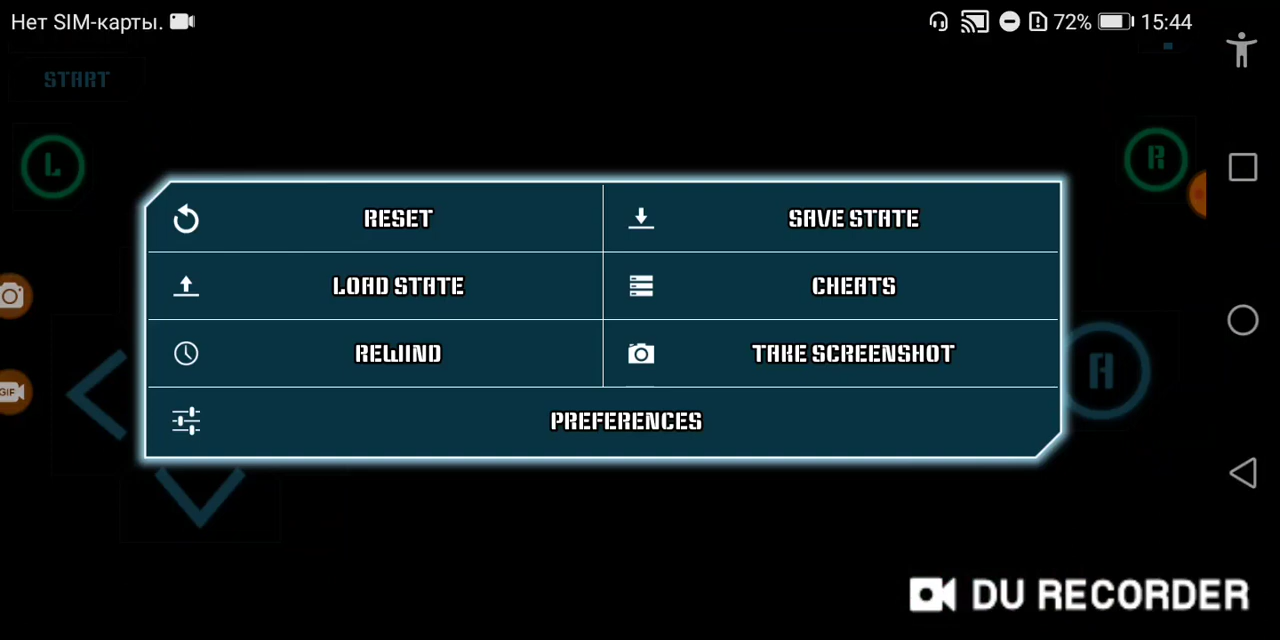 Нет SIM-карты. 72% 15:44
START
L R
RESET SAVE STATE
LOAD STATE CHEATS
REWIND TAKE SCREENSHOT
GIF A
PREFERENCES
DU RECORDER